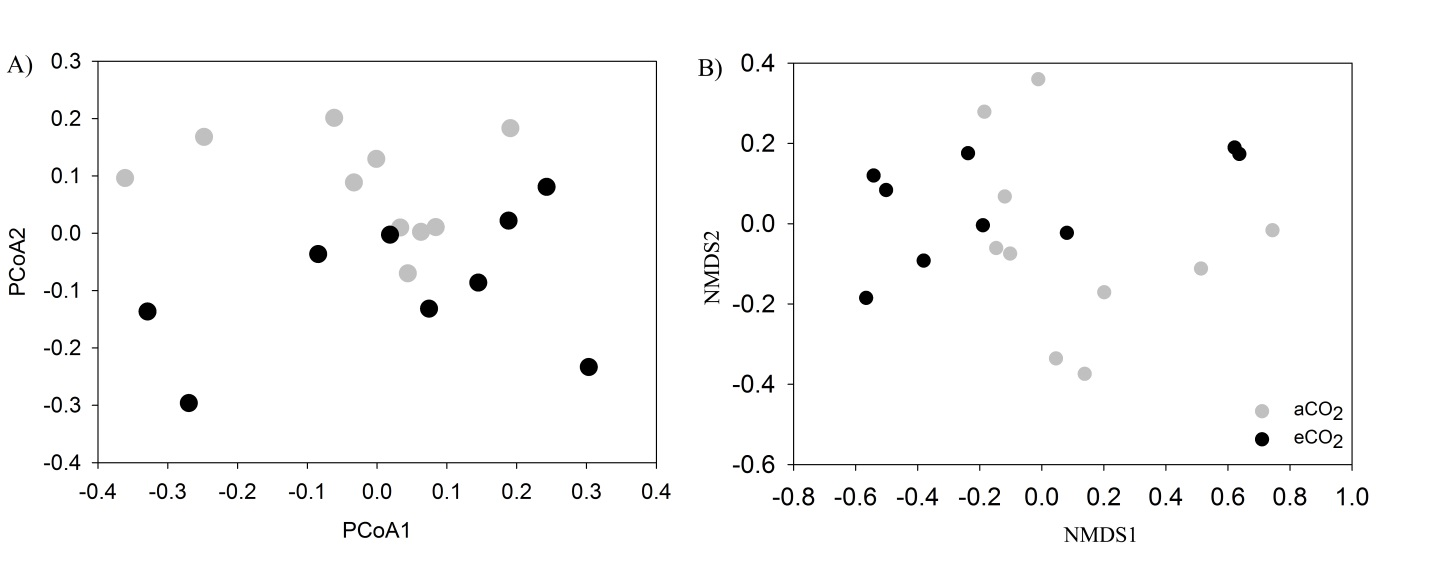 A)
0.3
0.2
0.1
0.0
-0.1
-0.2
-0.3
-0.4
PCoA2
-0.4 -0.3 -0.2 -0.1 0.0 0.1 0.2 0.3 0.4
PCoA1
B)
0.4
0.2
0.0
-0.2
-0.4
-0.6
NMDS2
aCO2
eCO2
-0.8 -0.6 -0.4 -0.2 0.0 0.2 0.4 0.6 0.8 1.0
NMDS1